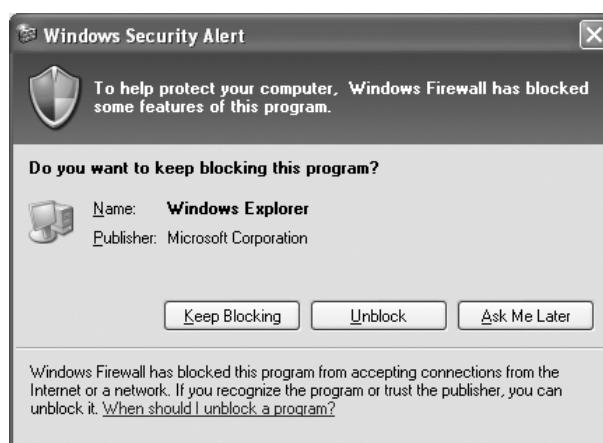 Windows Security Alert
To help protect your computer, Windows Firewall has blocked
some features of this program.
Do you want to keep blocking this program?
Name: Windows Explorer
Publisher: Microsoft Corporation
Keep Blocking Unblock Ask Me Later
Windows Firewall has blocked this program from accepting connections from the
Internet or a network. If you recognize the program or trust the publisher, you can
unblock it. When should I unblock a program?